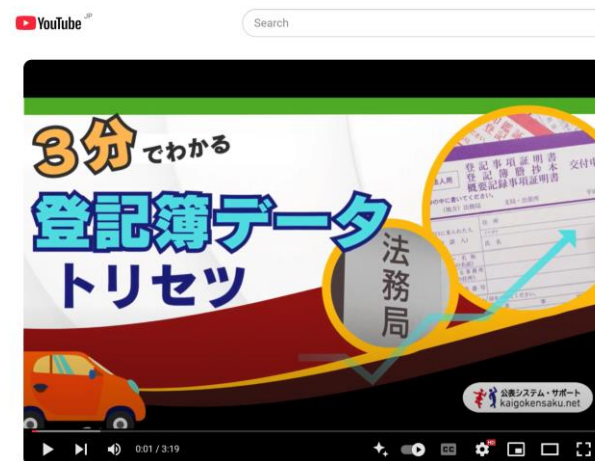 YouTube JP
Search
3分でわかる
登記簿データ
トリセツ
法務局
登記事項証明書
登記簿謄抄本 交付申
概要記録事項証明書
公表システム・サポート
kaigokensaku.net
0:01 / 3:19
CC
HD